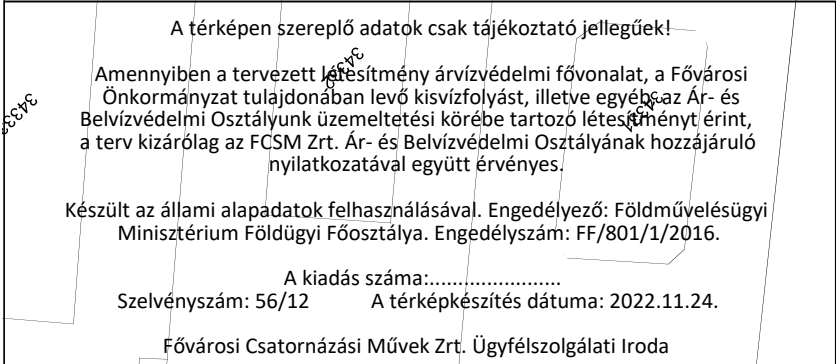 A térképen szereplő adatok csak tájékoztató jellegűek!
Amennyiben a tervezett létesítmény árvízvédelmi fővonalat, a Fővárosi
Önkormányzat tulajdonában levő kisvízfolyást, illetve egyéb, az Ár- és
Belvízvédelmi Osztályunk üzemeltetési körébe tartozó létesítményt érint,
a terv kizárólag az FCSM Zrt. Ár- és Belvízvédelmi Osztályának hozzájáruló
nyilatkozatával együtt érvényes.
Készült az állami alapadatok felhasználásával. Engedélyező: Földművelésügyi
Minisztérium Földügyi Főosztálya. Engedélyszám: FF/801/1/2016.
A kiadás száma:.......................
Szelvényszám: 56/12 A térképkészítés dátuma: 2022.11.24.
Fővárosi Csatornázási Művek Zrt. Ügyfélszolgálati Iroda